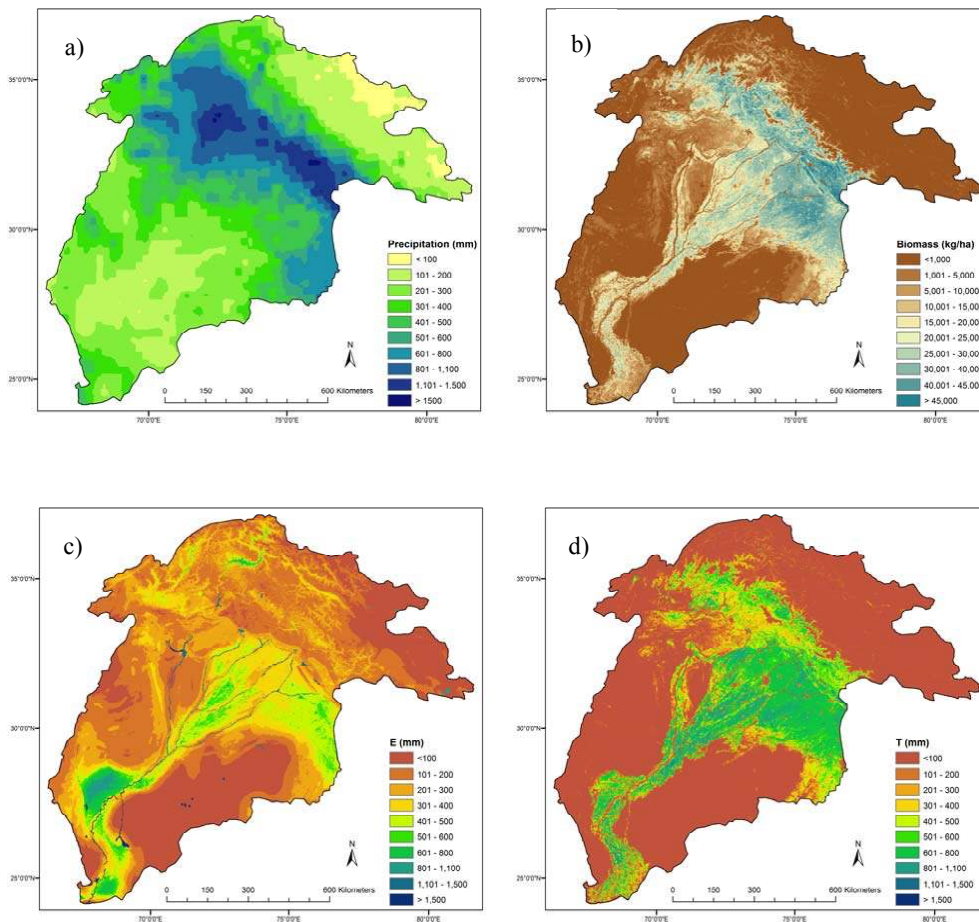 a)
35°0'0"N
30°0'0"N
25°0'0"N
Precipitation (mm)
< 100
101 - 200
201 - 300
301 - 400
401 - 500
501 - 600
601 - 800
801 - 1,100
1,101 - 1,500
> 1500
N
0 150 300 600 Kilometers
70°0'0"E 75°0'0"E 80°0'0"E
b)
35°0'0"N
30°0'0"N
25°0'0"N
Biomass (kg/ha)
<1,000
1,001 - 5,000
5,001 - 10,000
10,001 - 15,00
15,001 - 20,00
20,001 - 25,00
25,001 - 30,00
30,001 - 40,00
40,001 - 45,00
> 45,000
N
0 75 150 300 600 Kilometers
70°0'0"E 75°0'0"E 80°0'0"E
c)
35°0'0"N
30°0'0"N
25°0'0"N
E (mm)
<100
101 - 200
201 - 300
301 - 400
401 - 500
501 - 600
601 - 800
801 - 1,100
1,101 - 1,500
> 1,500
N
0 75 150 300 600 Kilometers
70°0'0"E 75°0'0"E 80°0'0"E
d)
35°0'0"N
30°0'0"N
25°0'0"N
T (mm)
<100
101 - 200
201 - 300
301 - 400
401 - 500
501 - 600
601 - 800
801 - 1,100
1,101 - 1,500
> 1,500
N
0 75 150 300 600 Kilometers
70°0'0"E 75°0'0"E 80°0'0"E